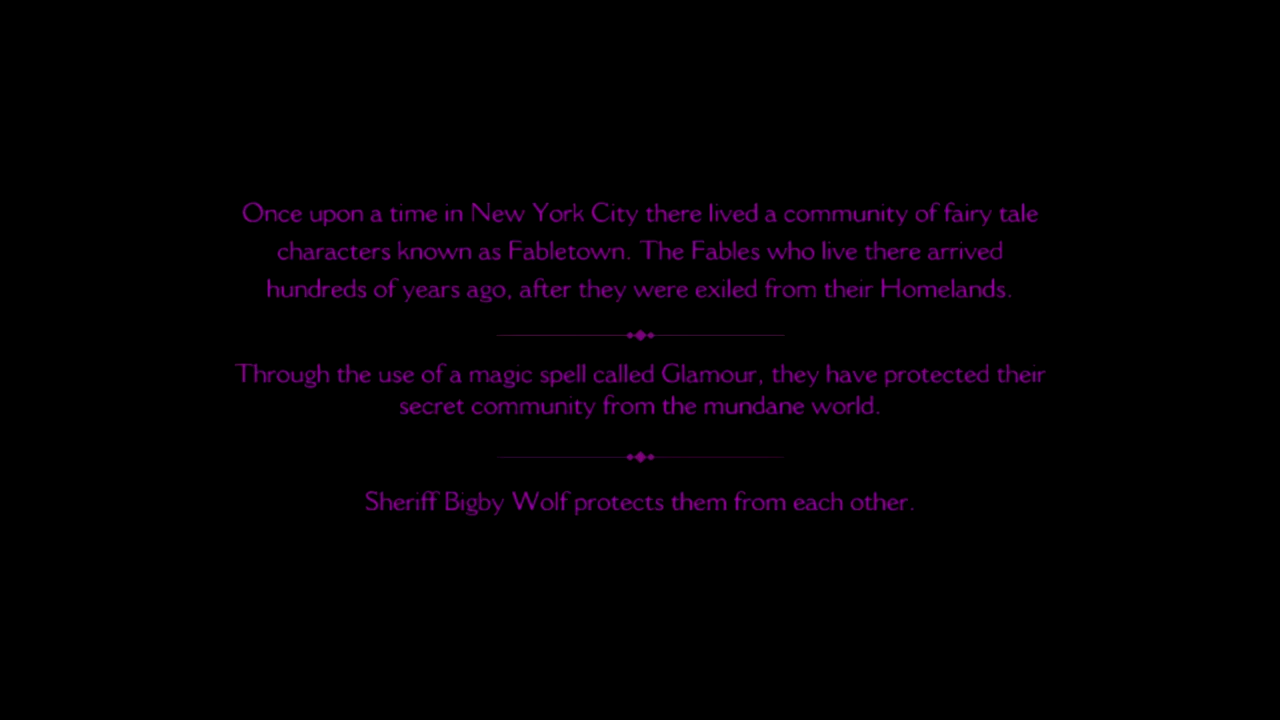 Once upon a time in New York City there lived a community of fairy tale
characters known as Fabletown. The Fables who live there arrived
hundreds of years ago, after they were exiled from their Homelands.
Through the use of a magic spell called Glamour, they have protected their
secret community from the mundane world.
Sheriff Bigby Wolf protects them from each other.